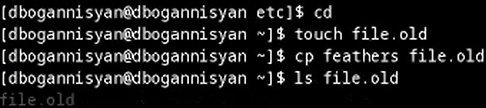 [dbogannisyan@dbogannisyan etc]$ cd
[dbogannisyan@dbogannisyan ~]$ touch file.old
[dbogannisyan@dbogannisyan ~]$ cp feathers file.old
[dbogannisyan@dbogannisyan ~]$ ls file.old
file.old